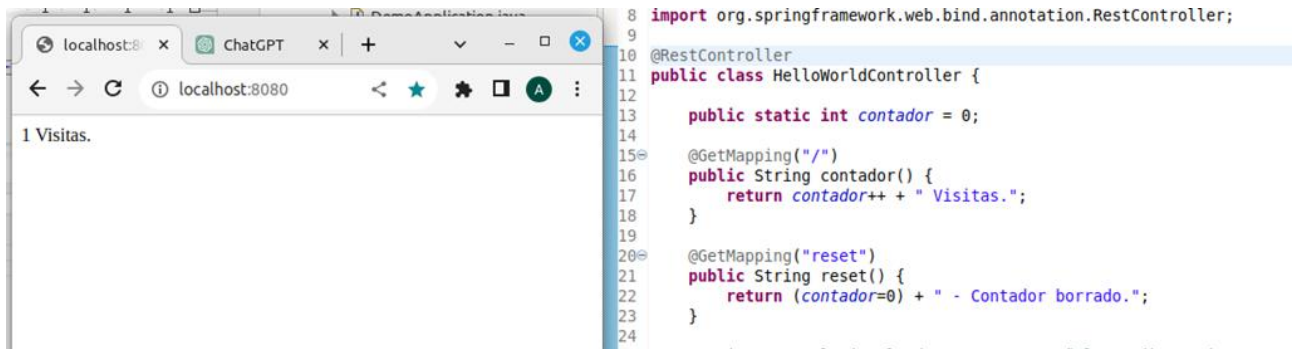 DemoApplication.java
localhost:8
ChatGPT
localhost:8080
A
1 Visitas.
8 import org.springframework.web.bind.annotation.RestController;
9
10 @RestController
11 public class HelloWorldController {
12
13 public static int contador = 0;
14
15 @GetMapping("/")
16 public String contador() {
17 return contador++ + " Visitas.";
18 }
19
20 @GetMapping("reset")
21 public String reset() {
22 return (contador=0) + " - Contador borrado.";
23 }
24